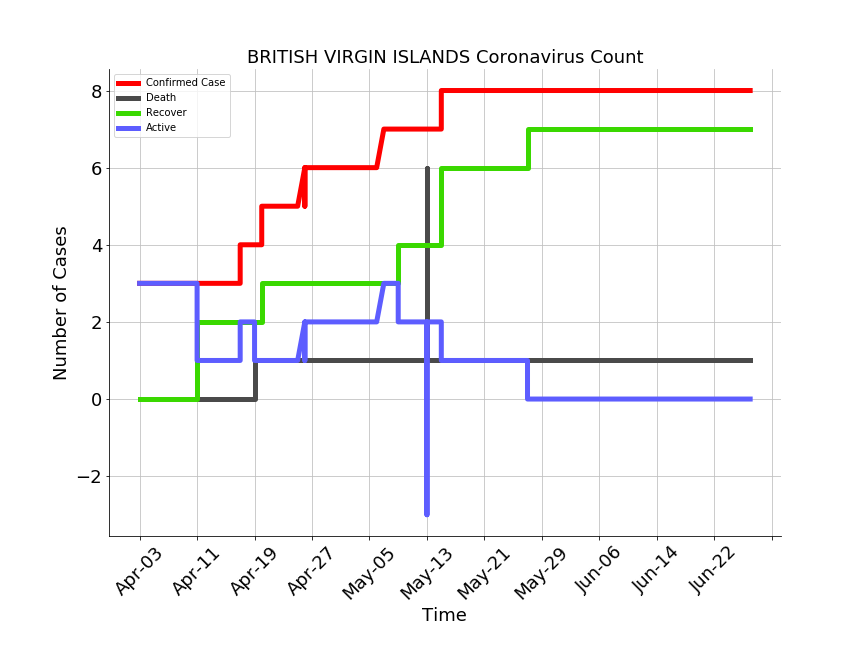 BRITISH VIRGIN ISLANDS Coronavirus Count
Confirmed Case
Death
Recover
Active
Number of Cases
8
6
4
2
0
−2
Apr-03
Apr-11
Apr-19
Apr-27
May-05
May-13
May-21
May-29
Jun-06
Jun-14
Jun-22
Time